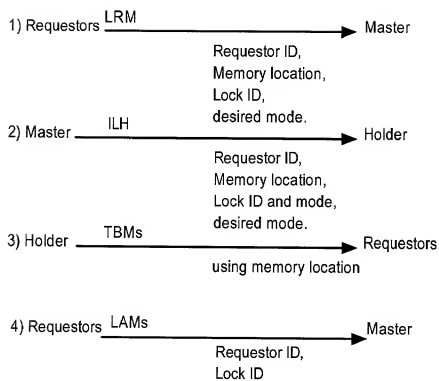 1) Requestors LRM Master
Requestor ID,
Memory location,
Lock ID,
desired mode.
2) Master ILH Holder
Requestor ID,
Memory location,
Lock ID and mode,
desired mode.
3) Holder TBMs Requestors
using memory location
4) Requestors LAMs Master
Requestor ID,
Lock ID